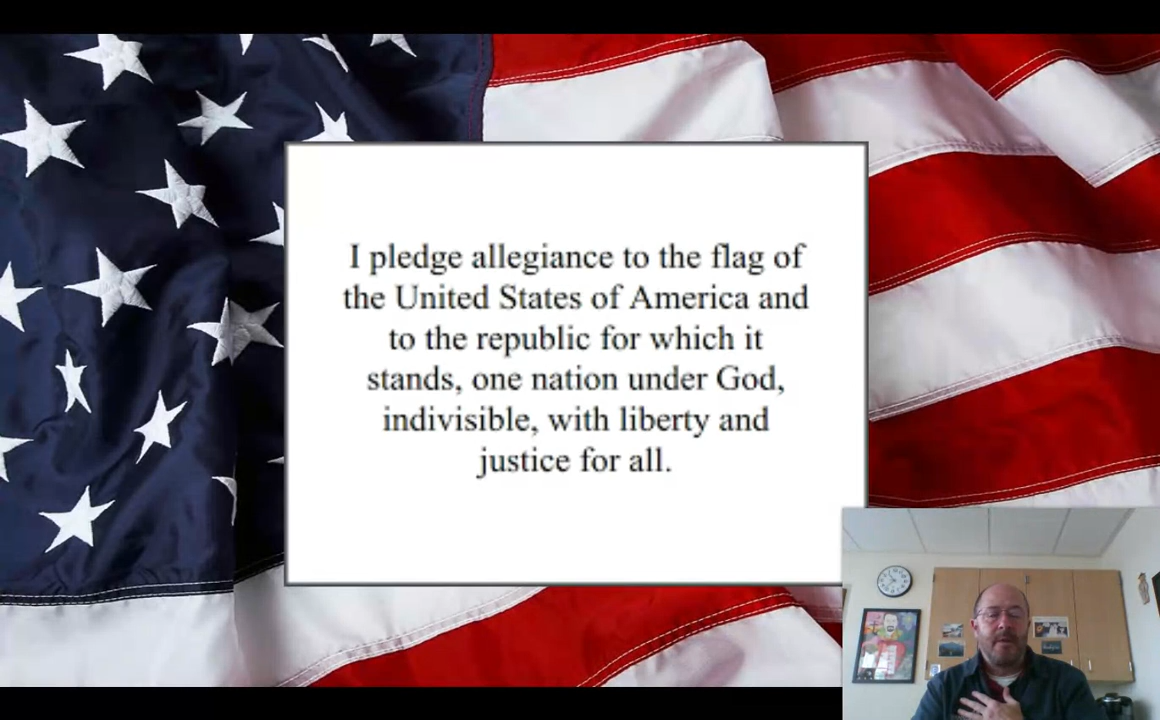 I pledge allegiance to the flag of
the United States of America and
to the republic for which it
stands, one nation under God,
indivisible, with liberty and
justice for all.